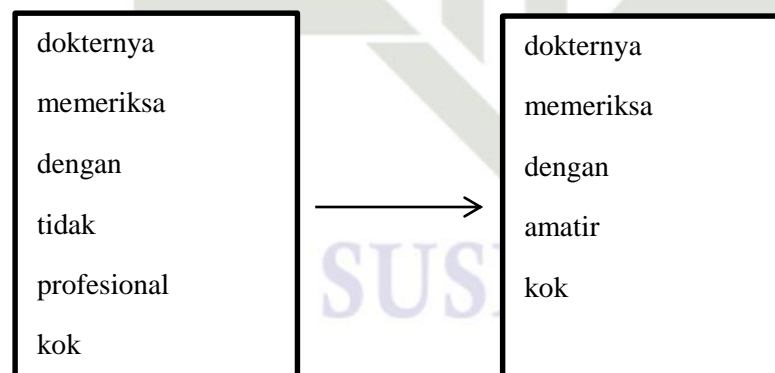 dokternya
memeriksa
dengan
tidak
profesional
kok
dokternya
memeriksa
dengan
amatir
kok